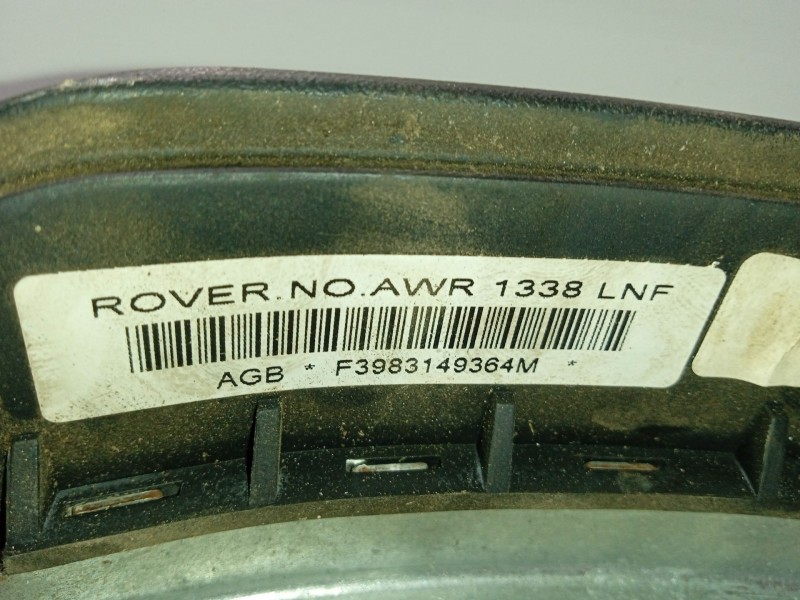 ROVER.NO.AWR 1338 LNF
AGB * F3983149364M *